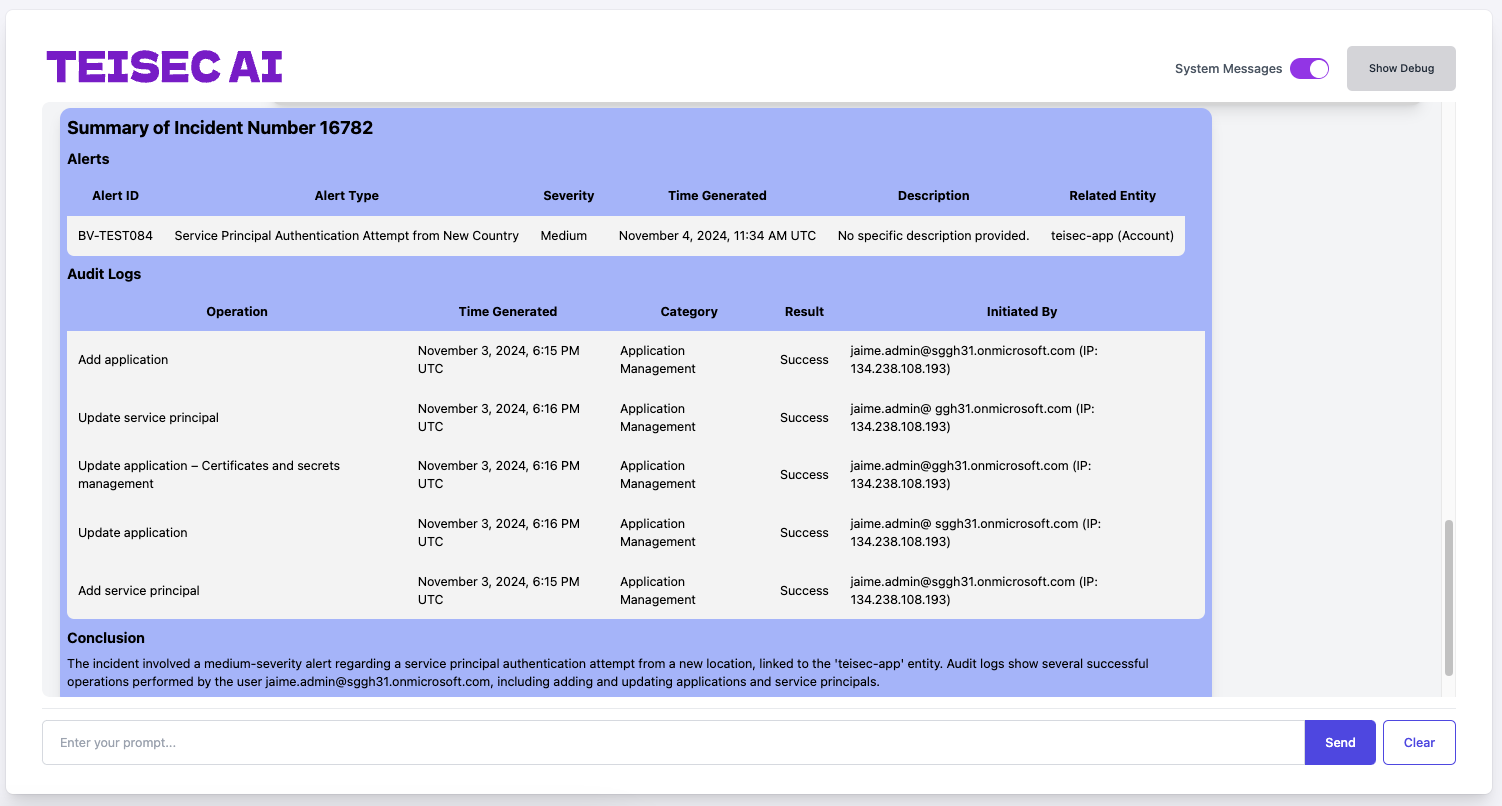 TEISEC AI
System Messages
Show Debug
Summary of Incident Number 16782
Alerts
Alert ID Alert Type Severity Time Generated Description Related Entity
BV-TEST084 Service Principal Authentication Attempt from New Country Medium November 4, 2024, 11:34 AM UTC No specific description provided. teisec-app (Account)
Audit Logs
Operation Time Generated Category Result Initiated By
Add application November 3, 2024, 6:15 PM UTC Application Management Success jaime.admin@sggh31.onmicrosoft.com (IP: 134.238.108.193)
Update service principal November 3, 2024, 6:16 PM UTC Application Management Success jaime.admin@ ggh31.onmicrosoft.com (IP: 134.238.108.193)
Update application – Certificates and secrets management November 3, 2024, 6:16 PM UTC Application Management Success jaime.admin@ggh31.onmicrosoft.com (IP: 134.238.108.193)
Update application November 3, 2024, 6:16 PM UTC Application Management Success jaime.admin@ sggh31.onmicrosoft.com (IP: 134.238.108.193)
Add service principal November 3, 2024, 6:15 PM UTC Application Management Success jaime.admin@sggh31.onmicrosoft.com (IP: 134.238.108.193)
Conclusion
The incident involved a medium-severity alert regarding a service principal authentication attempt from a new location, linked to the 'teisec-app' entity. Audit logs show several successful
operations performed by the user jaime.admin@sggh31.onmicrosoft.com, including adding and updating applications and service principals.
Enter your prompt...
Send
Clear